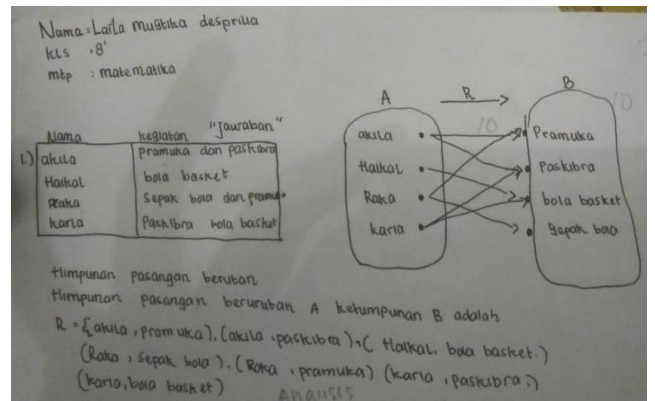 Nama : Laila mustika desprilia
kls : 8'
mtp : matematika
"Jawaban"
Nama kegiatan
1.) akila pramuka dan paskibra
Haikal bola basket
Raka Sepak bola dan pramuka
karla Paskibra bola basket
A R B
10 10
akila Pramuka
Haikal Paskibra
Raka bola basket
karla Sepak bola
Himpunan pasangan berutan
Himpunan pasangan berurutan A kehimpunan B adalah
R = {akila, pramuka), (akila, paskibra), ( Haikal, bola basket.)
(Raka, sepak bola), (Raka, pramuka) (karla, paskibra,)
(karla, bola basket)
Analisis